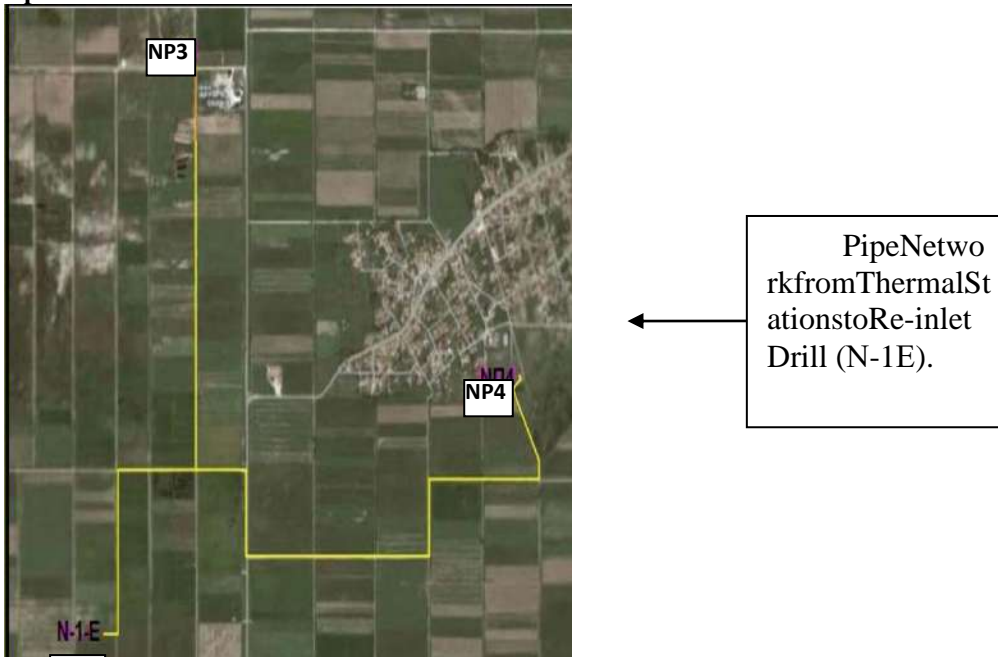 NP3
PipeNetwo
rkfromThermalSt
ationstoRe-inlet
Drill (N-1E).
NP4
N-1-E